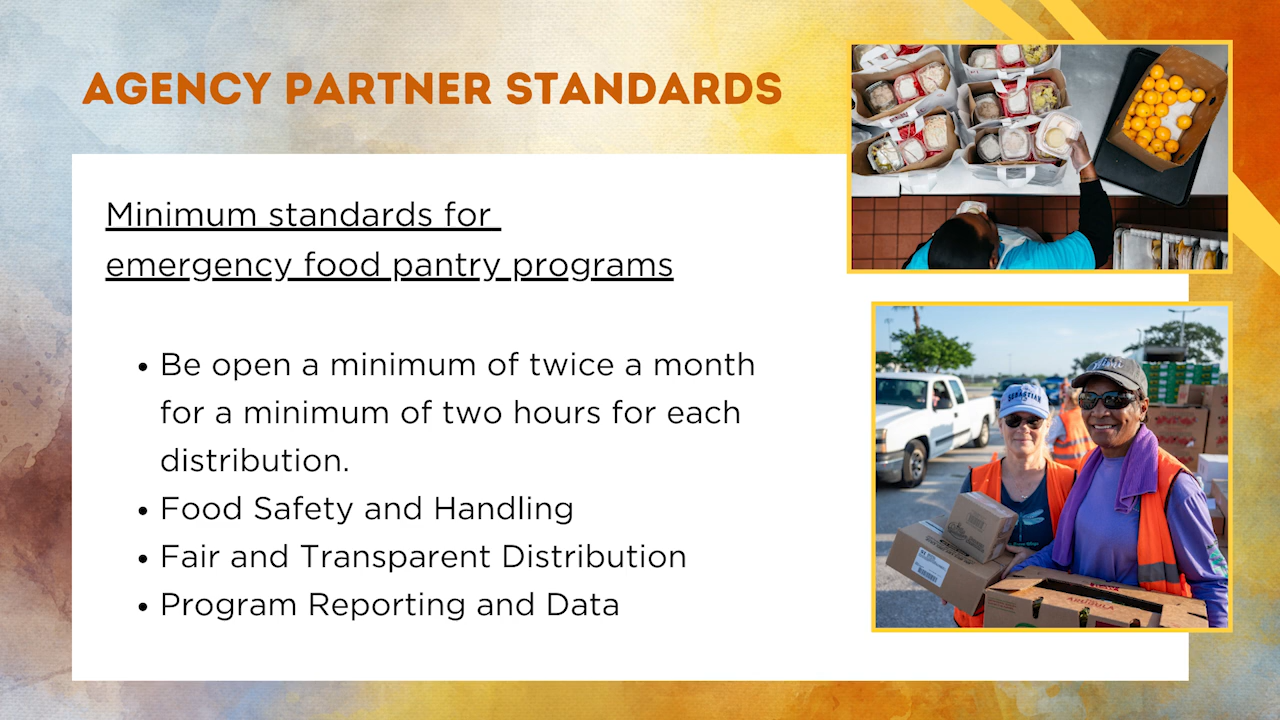 AGENCY PARTNER STANDARDS
Minimum standards for
emergency food pantry programs
• Be open a minimum of twice a month
for a minimum of two hours for each
distribution.
• Food Safety and Handling
• Fair and Transparent Distribution
• Program Reporting and Data
SEBASTIAN